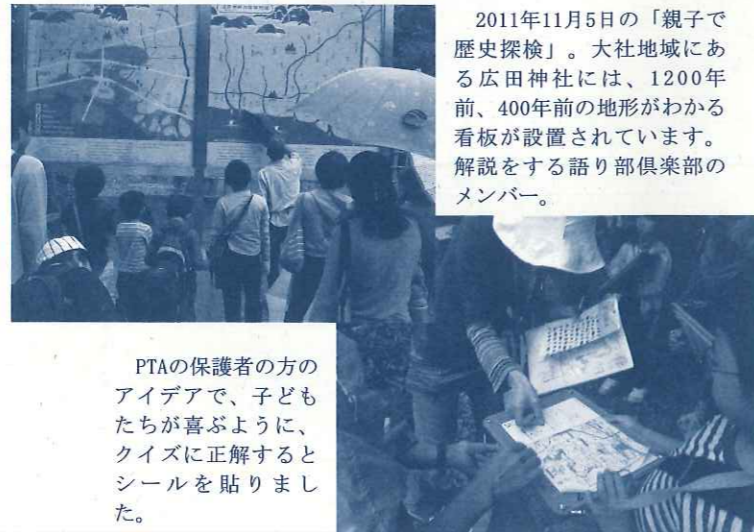 2011年11月5日の「親子で
歴史探検」。大社地域にあ
る広田神社には、1200年
前、400年前の地形がわかる
看板が設置されています。
解説をする語り部倶楽部の
メンバー。
PTAの保護者の方の
アイデアで、子ども
たちが喜ぶように、
クイズに正解すると
シールを貼りまし
た。